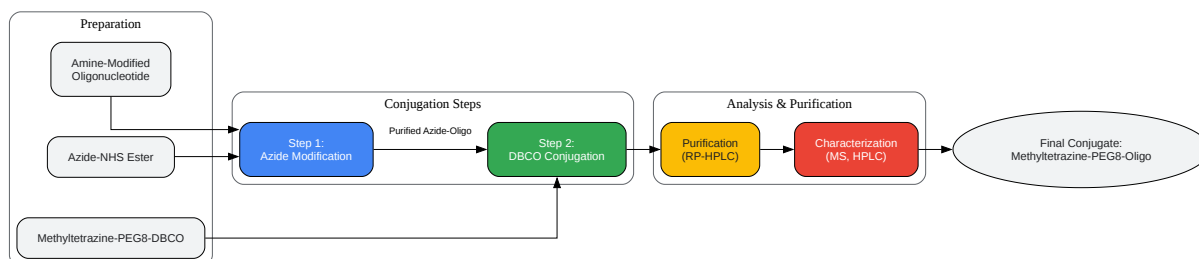 Preparation
Amine-Modified
Oligonucleotide
Azide-NHS Ester
Methyltetrazine-PEG8-DBCO
Conjugation Steps
Step 1:
Azide Modification
Purified Azide-Oligo
Step 2:
DBCO Conjugation
Analysis & Purification
Purification
(RP-HPLC)
Characterization
(MS, HPLC)
Final Conjugate:
Methyltetrazine-PEG8-Oligo